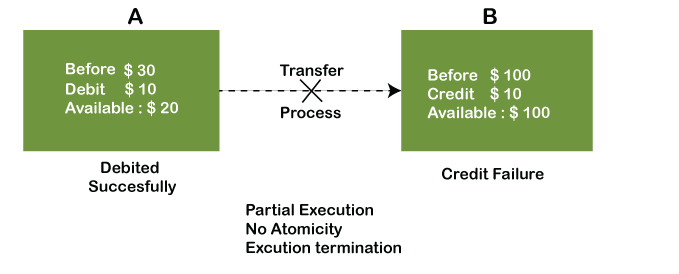 A
B
Before $ 30
Debit $ 10
Available : $ 20
Transfer
Process
Before $ 100
Credit $ 10
Available : $ 100
Debited
Succesfully
Credit Failure
Partial Execution
No Atomicity
Excution termination